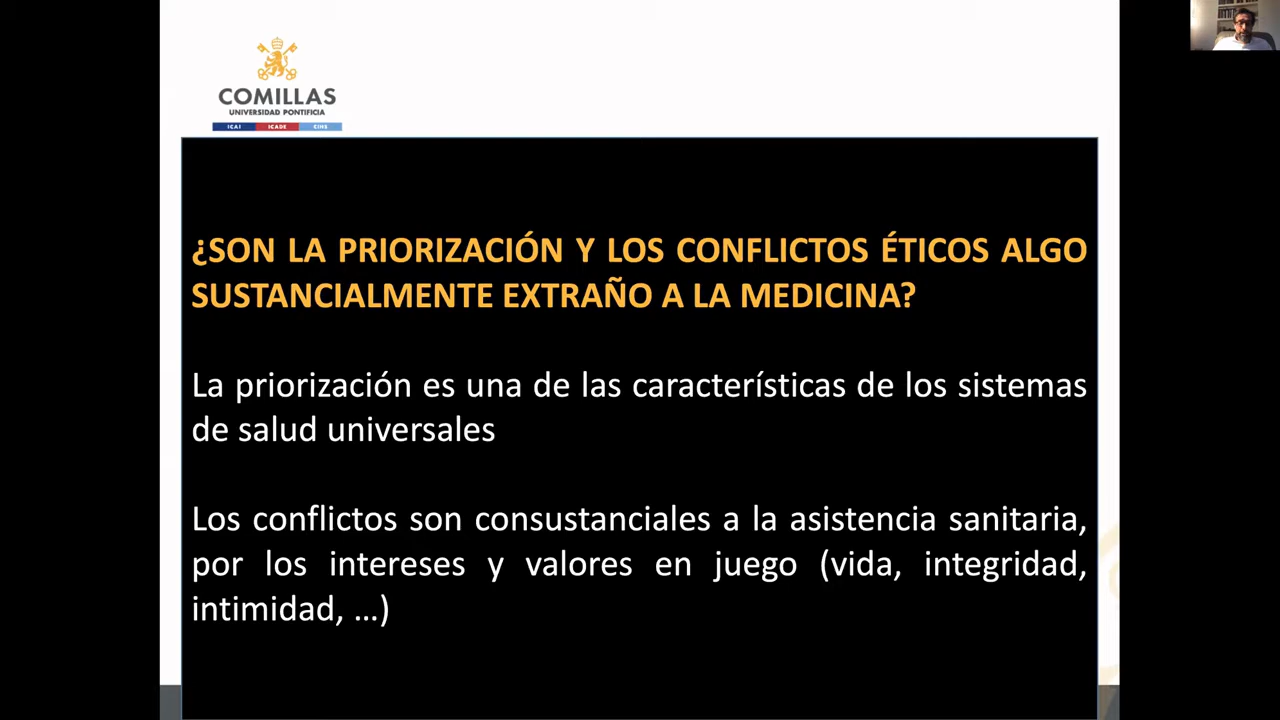 COMILLAS
UNIVERSIDAD PONTIFICIA
ICAI ICADE CIHS
¿SON LA PRIORIZACIÓN Y LOS CONFLICTOS ÉTICOS ALGO
SUSTANCIALMENTE EXTRAÑO A LA MEDICINA?
La priorización es una de las características de los sistemas
de salud universales
Los conflictos son consustanciales a la asistencia sanitaria,
por los intereses y valores en juego (vida, integridad,
intimidad, ...)